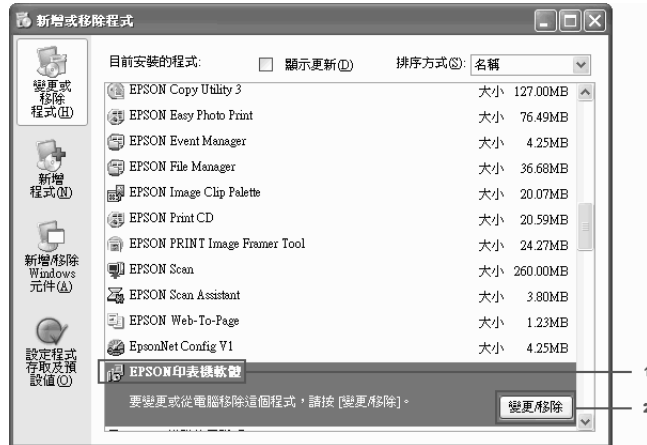 新增或移除程式
變更或
移除
程式(H)
新增
程式(N)
新增/移除
Windows
元件(A)
設定程式
存取及預
設值(O)
目前安裝的程式: 顯示更新(D) 排序方式(S): 名稱
EPSON Copy Utility 3 大小 127.00MB
EPSON Easy Photo Print 大小 76.49MB
EPSON Event Manager 大小 4.25MB
EPSON File Manager 大小 36.68MB
EPSON Image Clip Palette 大小 20.07MB
EPSON Print CD 大小 20.59MB
EPSON PRINT Image Framer Tool 大小 24.27MB
EPSON Scan 大小 260.00MB
EPSON Scan Assistant 大小 3.80MB
EPSON Web-To-Page 大小 1.23MB
EpsonNet Config V1 大小 4.25MB
EPSON印表機軟體 1
要變更或從電腦移除這個程式，請按 [變更/移除]。
變更/移除 2